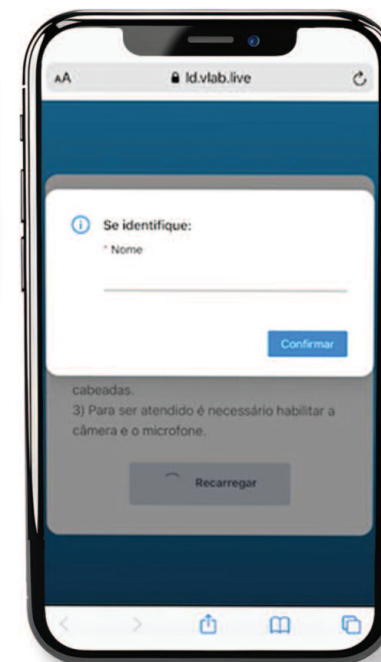 AA ld.vlab.live
Se identifique:
* Nome
Confirmar
cabeadas.
3) Para ser atendido é necessário habilitar a
câmera e o microfone.
Recarregar